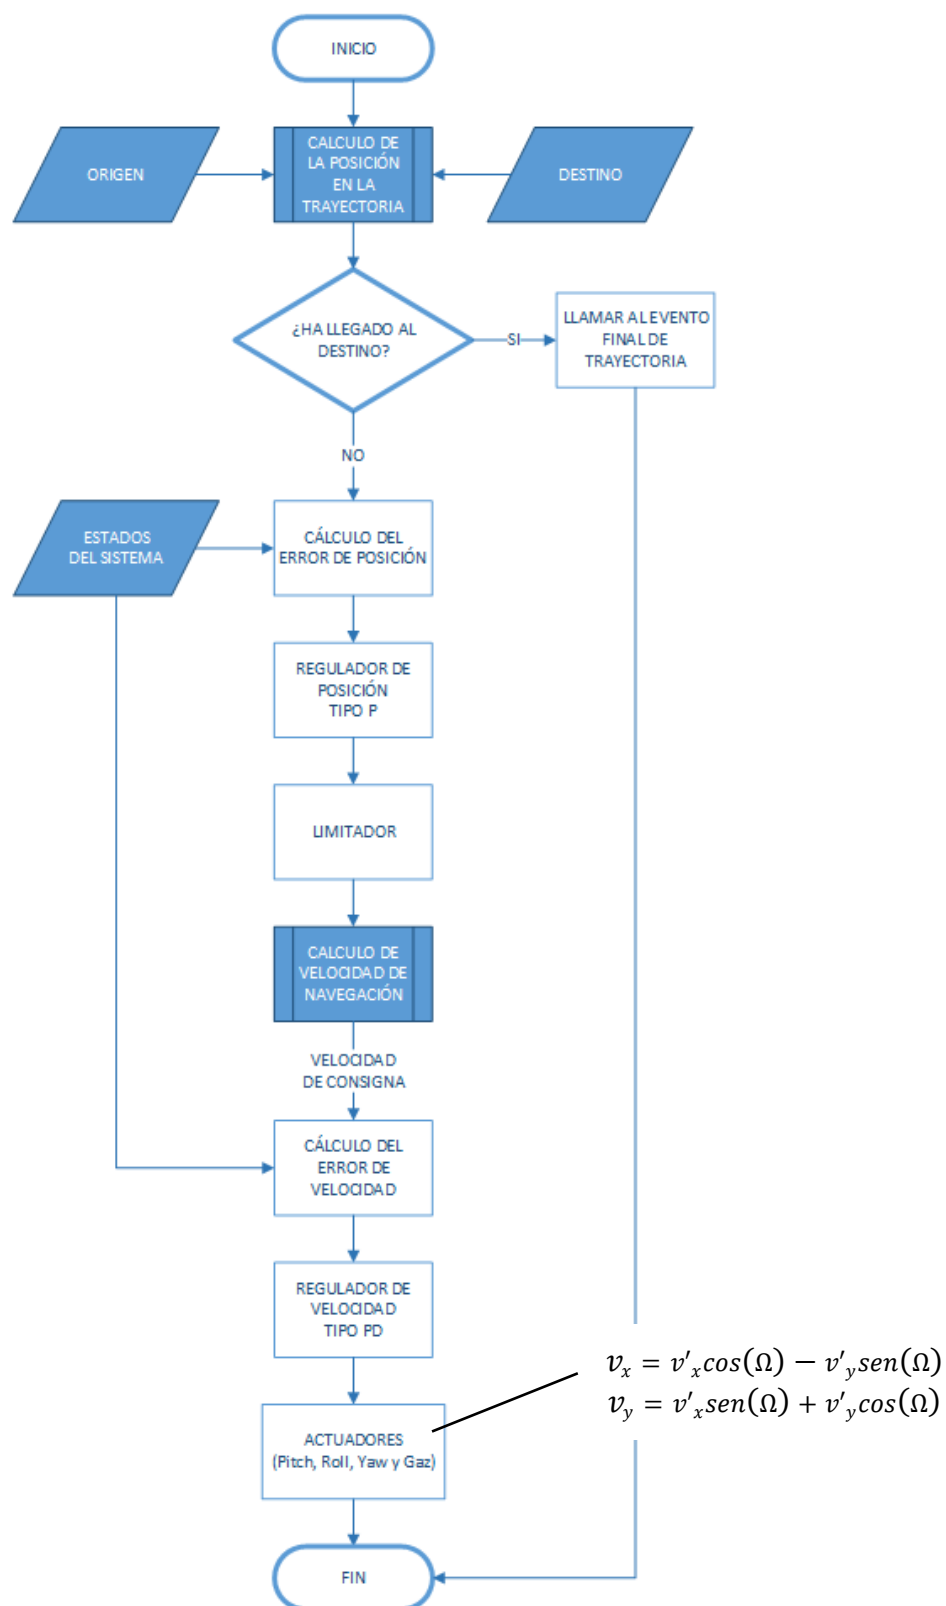 INICIO
ORIGEN
CALCULO DE
LA POSICIÓN
EN LA
TRAYECTORIA
DESTINO
¿HA LLEGADO AL
DESTINO?
SI
LLAMAR AL EVENTO
FINAL DE
TRAYECTORIA
NO
ESTADOS
DEL SISTEMA
CÁLCULO DEL
ERROR DE POSICIÓN
REGULADOR DE
POSICIÓN
TIPO P
LIMITADOR
CALCULO DE
VELOCIDAD DE
NAVEGACIÓN
VELOCIDAD
DE CONSIGNA
CÁLCULO DEL
ERROR DE
VELOCIDAD
REGULADOR DE
VELOCIDAD
TIPO PD
v_x = v'_x cos(Ω) − v'_y sen(Ω)
v_y = v'_x sen(Ω) + v'_y cos(Ω)
ACTUADORES
(Pitch, Roll, Yaw y Gaz)
FIN